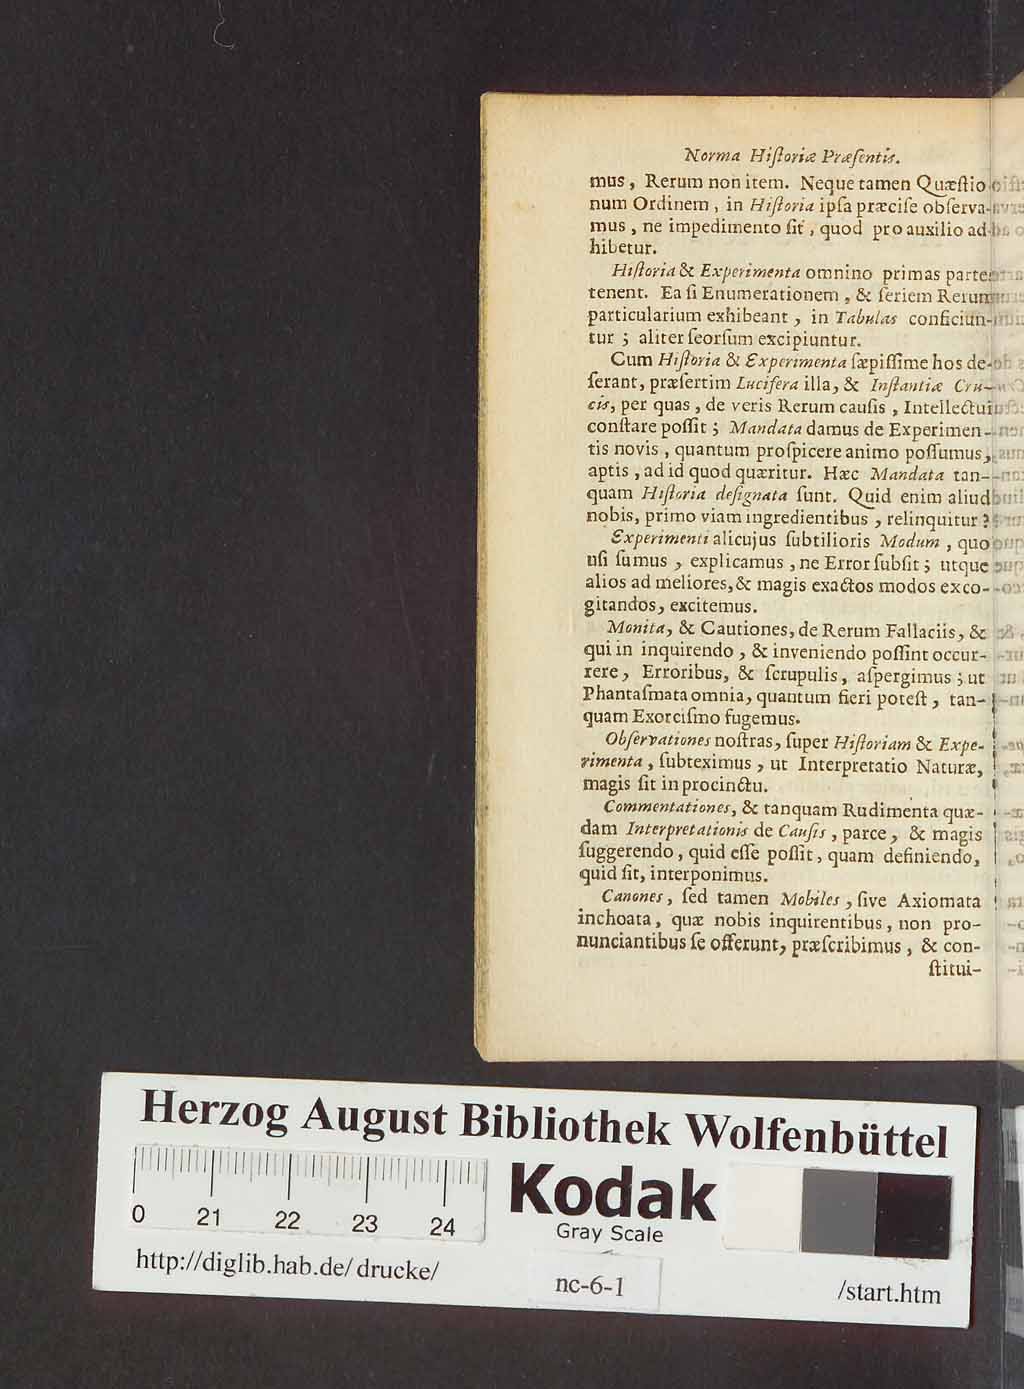 Norma Hiſtoriæ Præſentis.
mus, Rerum non item. Neque tamen Quæſtio
num Ordinem, in Hiſtoria ipſa præciſe obſerva-
mus, ne impedimento ſit, quod pro auxilio ad
hibetur.
Hiſtoria & Experimenta omnino primas parte
tenent. Ea ſi Enumerationem, & ſeriem Rerum
particularium exhibeant, in Tabulas conficiun-
tur; aliter ſeorſum excipiuntur.
Cum Hiſtoria & Experimenta ſæpiſſime hos de-
ſerant, præſertim Lucifera illa, & Inſtantiæ Cru-
cis, per quas, de veris Rerum cauſis, Intellectui
conſtare poſſit; Mandata damus de Experimen-
tis novis, quantum proſpicere animo poſſumus,
aptis, ad id quod quæritur. Hæc Mandata tan-
quam Hiſtoria deſignata ſunt. Quid enim aliud
nobis, primo viam ingredientibus, relinquitur?
Experimenti alicujus ſubtilioris Modum, quo
uſi ſumus, explicamus, ne Error ſubſit; utque
alios ad meliores, & magis exactos modos exco-
gitandos, excitemus.
Monita, & Cautiones, de Rerum Fallaciis, &
qui in inquirendo, & inveniendo poſſint occur-
rere, Erroribus, & ſcrupulis, aſpergimus; ut
Phantaſmata omnia, quantum fieri poteſt, tan-
quam Exorciſmo fugemus.
Obſervationes noſtras, ſuper Hiſtoriam & Expe-
rimenta, ſubteximus, ut Interpretatio Naturæ,
magis ſit in procinctu.
Commentationes, & tanquam Rudimenta quæ-
dam Interpretationis de Cauſis, parce, & magis
ſuggerendo, quid eſſe poſſit, quam definiendo,
quid ſit, interponimus.
Canones, ſed tamen Mobiles, ſive Axiomata
inchoata, quæ nobis inquirentibus, non pro-
nunciantibus ſe offerunt, præſcribimus, & con-
ſtitui-
Herzog August Bibliothek Wolfenbüttel
0 21 22 23 24
Kodak
Gray Scale
http://diglib.hab.de/drucke/
nc-6-1
/start.htm